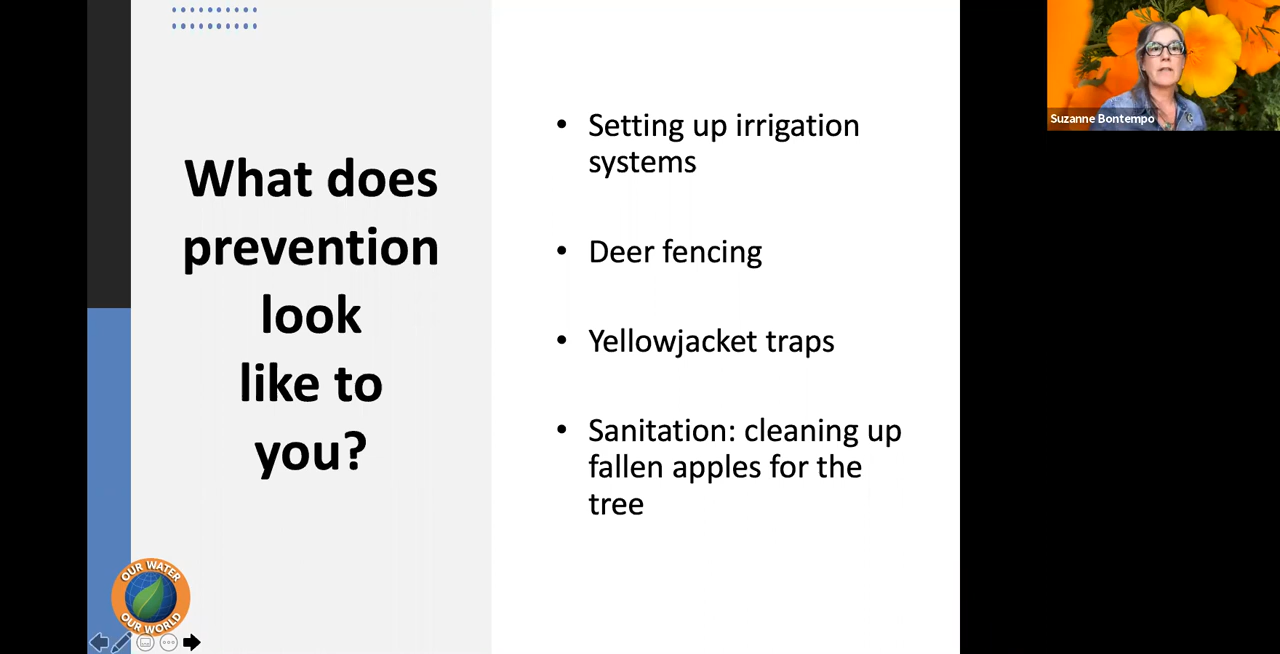 What does
prevention
look
like to
you?
• Setting up irrigation
systems
• Deer fencing
• Yellowjacket traps
• Sanitation: cleaning up
fallen apples for the
tree
Suzanne Bontempo
OUR WATER
OUR WORLD